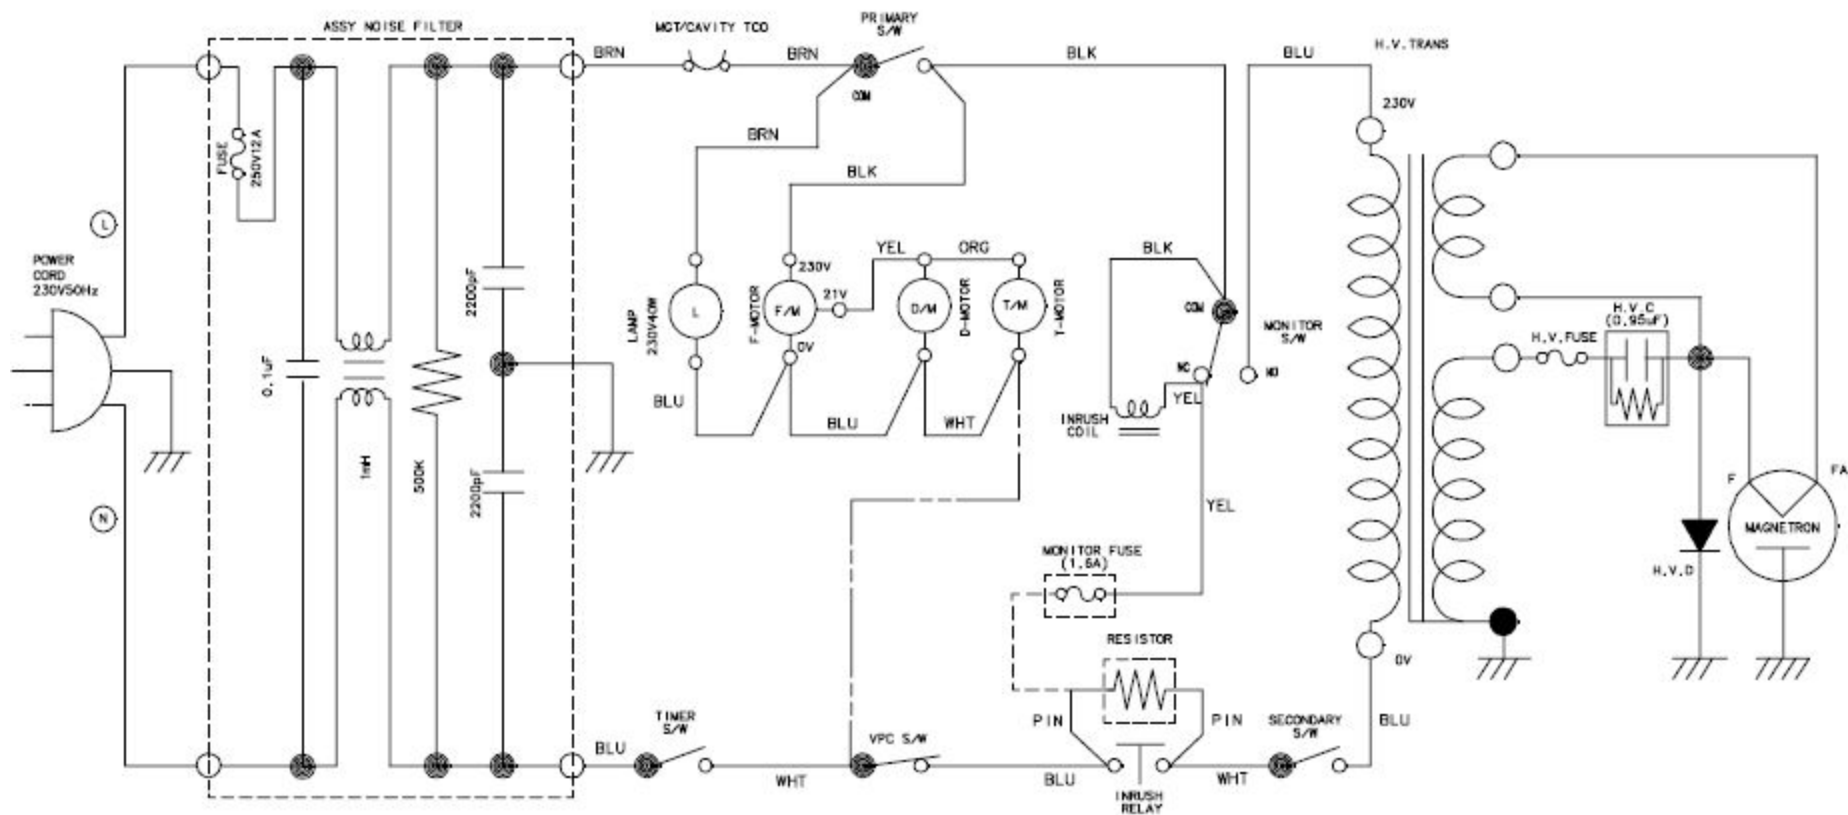 ASSY NOISE FILTER
BRN
MGT/CAVITY TCO
BRN
PRIMARY
S/W
COM
BLK
BLU
H.V.TRANS
230V
FUSE
250V12A
L
POWER
CORD
230V50Hz
N
0.1uF
1mH
500K
2200pF
2200pF
BRN
BLK
LAMP
230V40W
L
BLU
F-MOTOR
F/M
230V
21V
0V
YEL
ORG
D/M
D-MOTOR
T/M
T-MOTOR
BLU
WHT
BLK
COM
MONITOR
S/W
NC
NO
YEL
INRUSH
COIL
YEL
MONITOR FUSE
(1.6A)
RESISTOR
PIN
PIN
H.V.C
(0.95uF)
H.V.FUSE
F
FA
MAGNETRON
H.V.D
0V
BLU
TIMER
S/W
BLU
WHT
VPC S/W
BLU
INRUSH
RELAY
WHT
SECONDARY
S/W